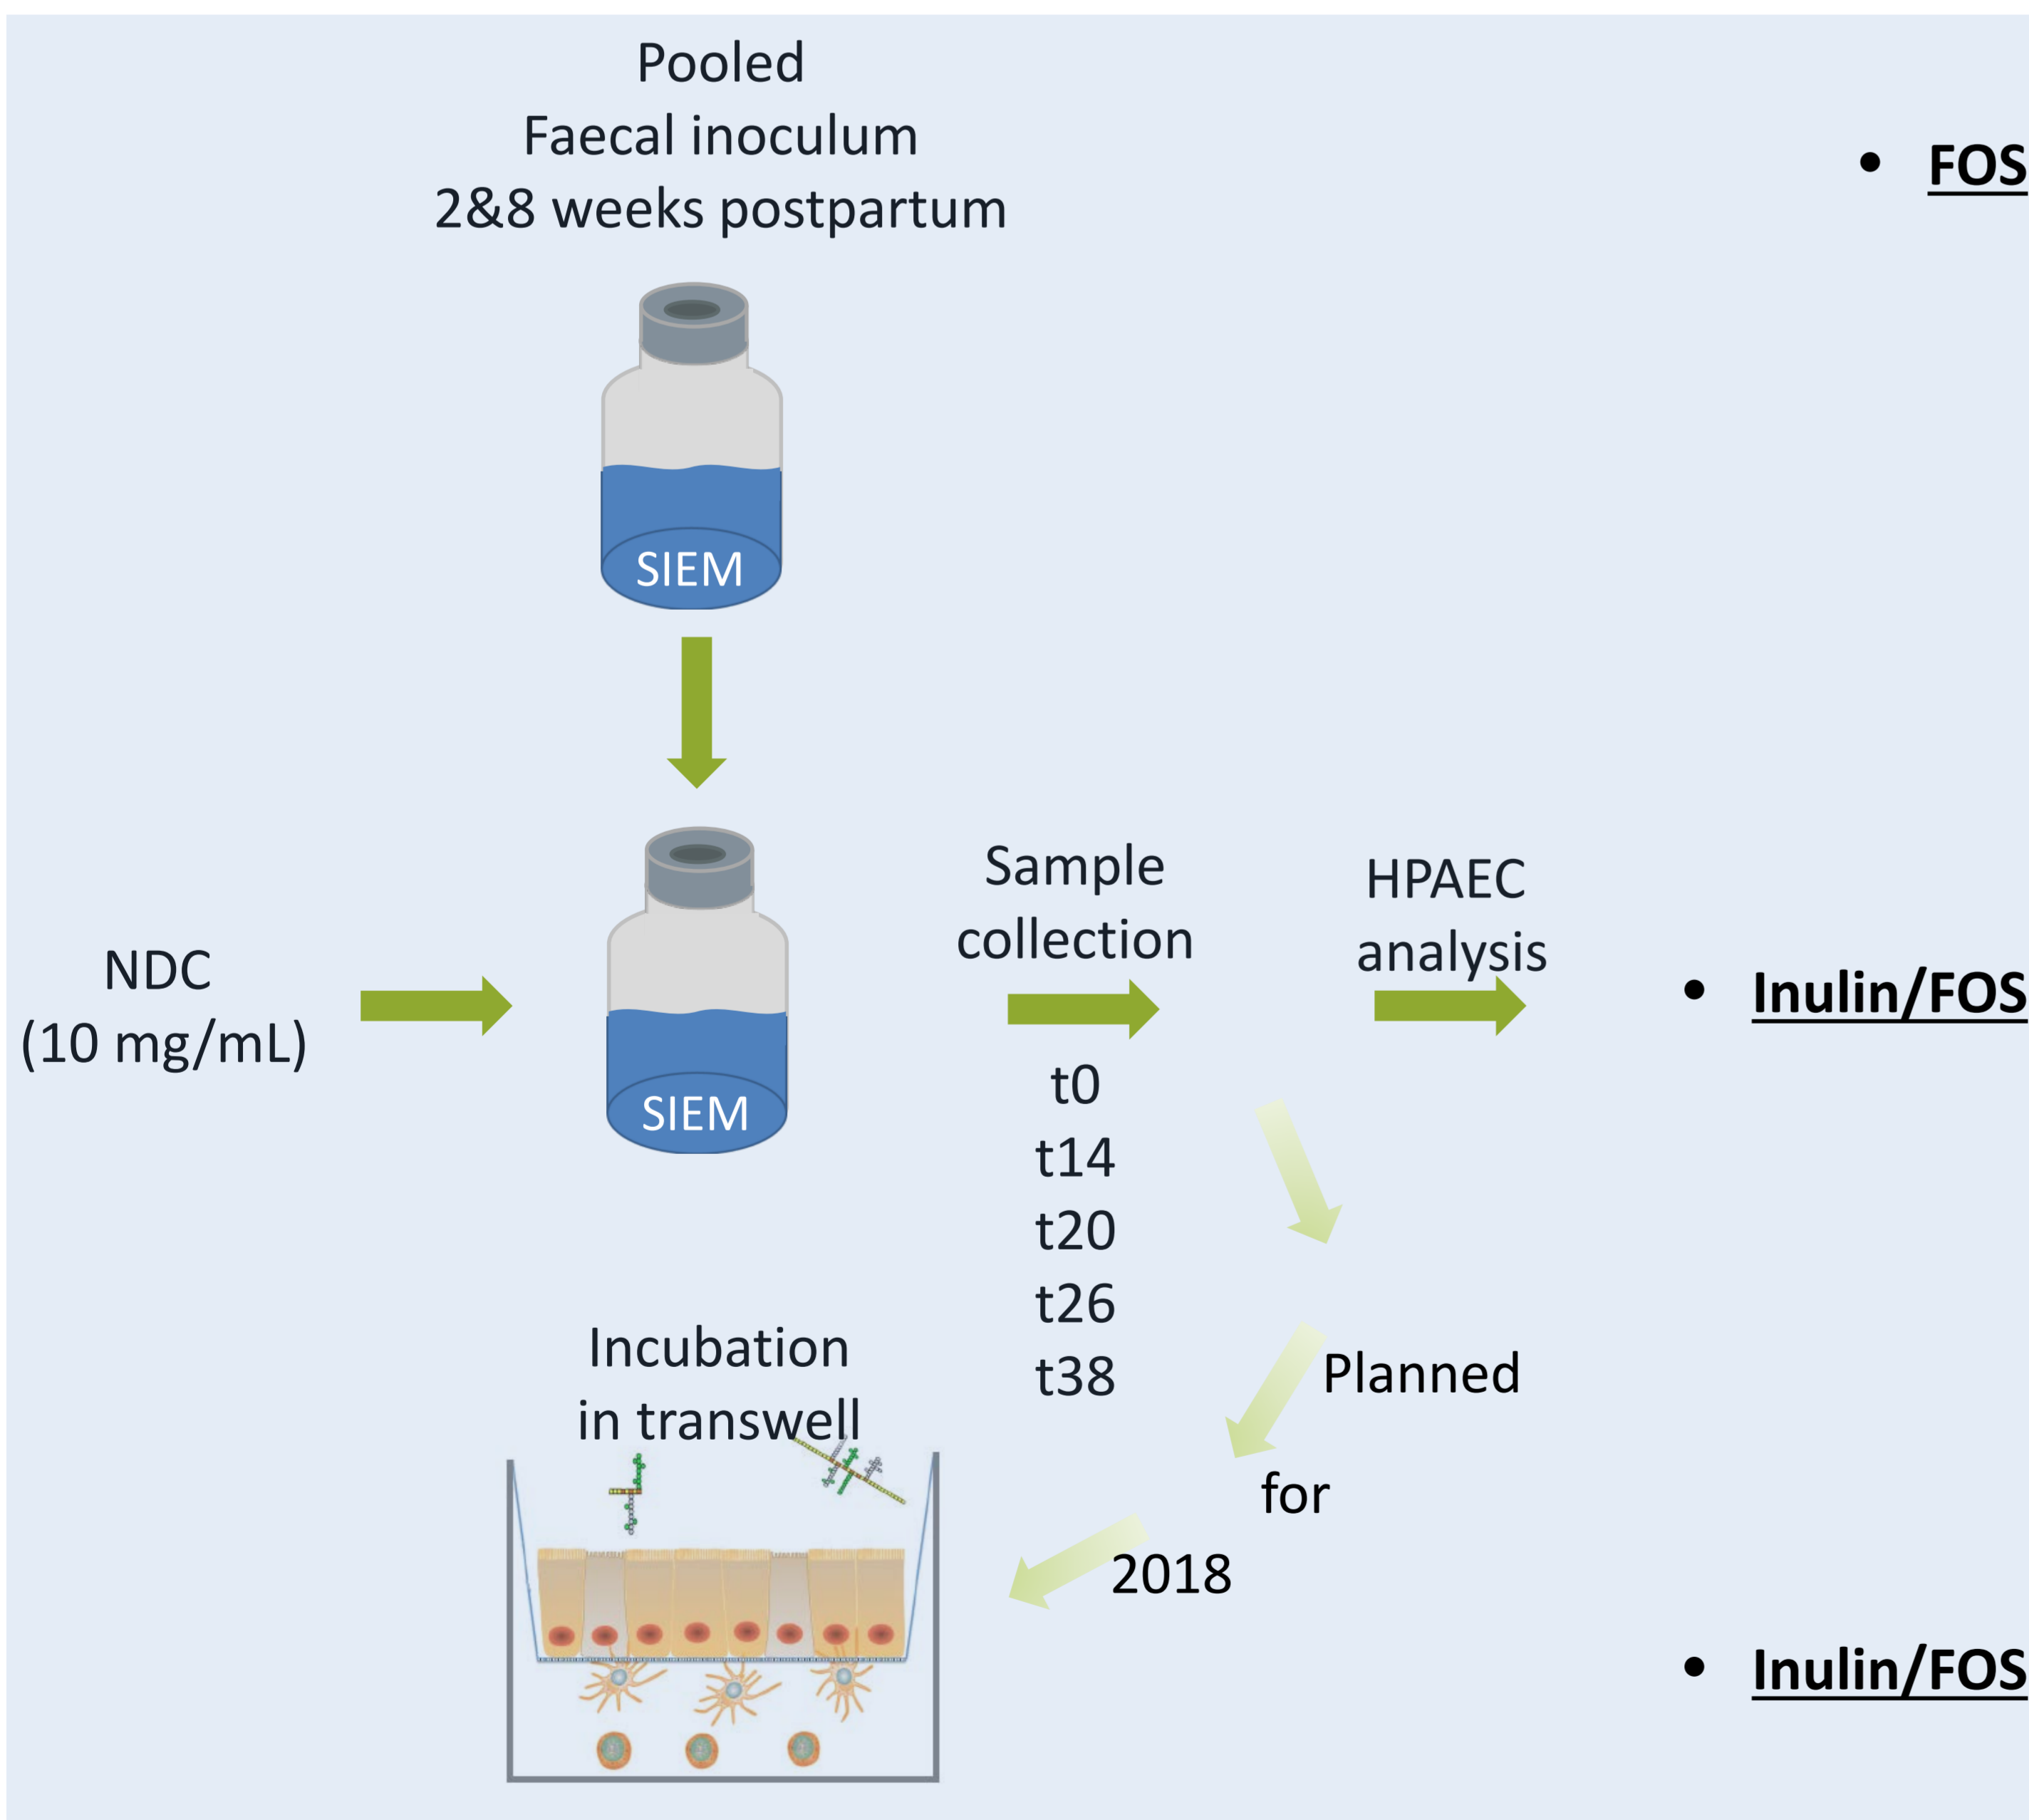 Pooled
Faecal inoculum
2&8 weeks postpartum
SIEM
NDC
(10 mg/mL)
SIEM
Sample
collection
t0
t14
t20
t26
t38
HPAEC
analysis
Planned
for
2018
Incubation
in transwell
• FOS
• Inulin/FOS
• Inulin/FOS